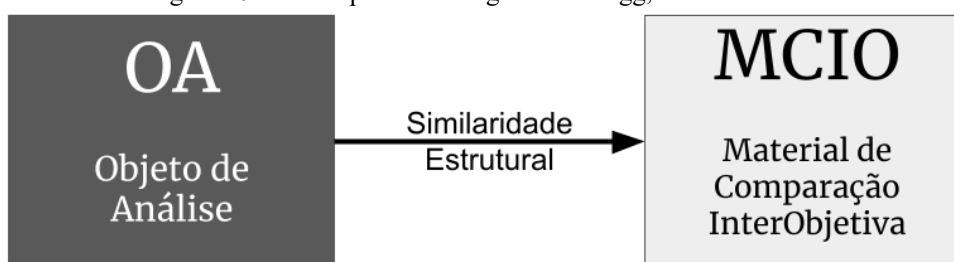 OA
Objeto de
Análise
Similaridade
Estrutural
MCIO
Material de
Comparação
InterObjetiva